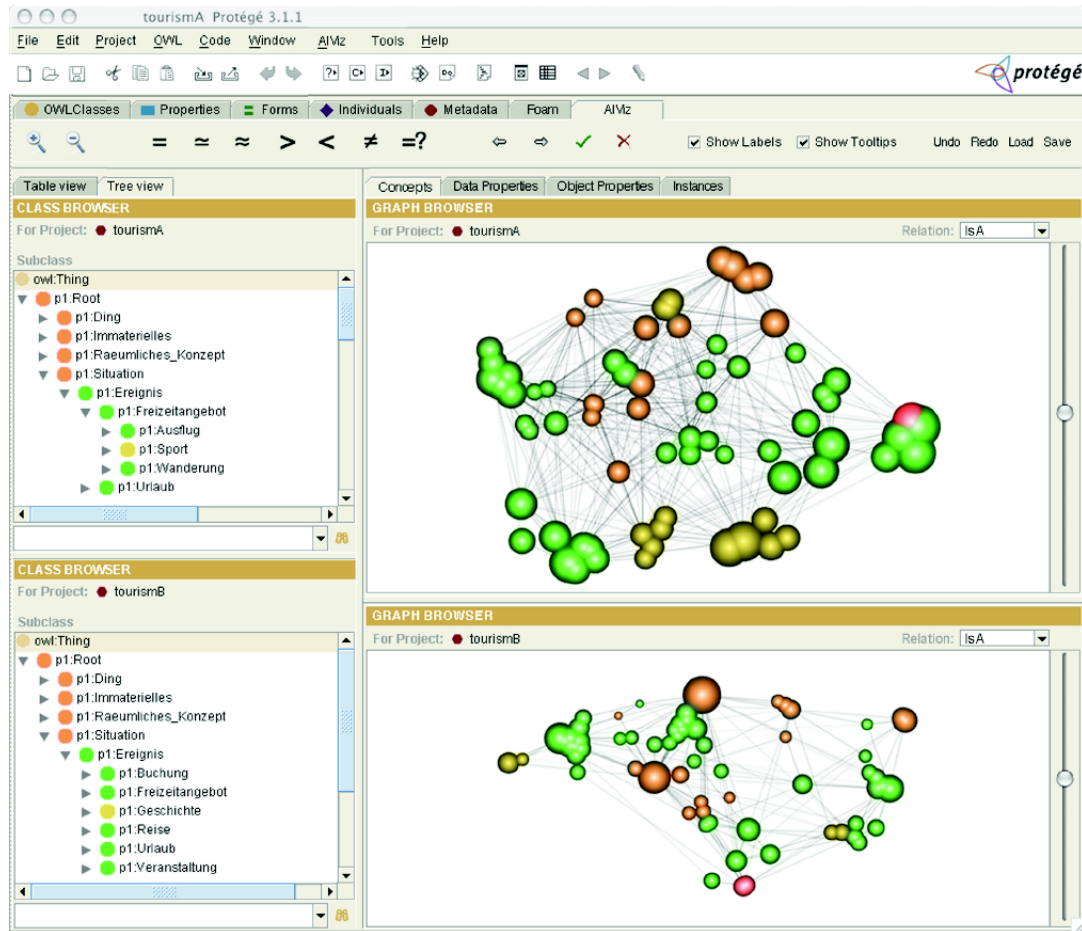 tourismA Protégé 3.1.1
File Edit Project OWL Code Window AIViz Tools Help
protégé
OWLClasses Properties Forms Individuals Metadata Foam AIViz
= ≃ ≈ > < ≠ =? Show Labels Show Tooltips Undo Redo Load Save
Table view Tree view
CLASS BROWSER
For Project: tourismA
Subclass
owl:Thing
p1:Root
p1:Ding
p1:Immaterielles
p1:Raeumliches_Konzept
p1:Situation
p1:Ereignis
p1:Freizeitangebot
p1:Ausflug
p1:Sport
p1:Wanderung
p1:Urlaub
CLASS BROWSER
For Project: tourismB
Subclass
owl:Thing
p1:Root
p1:Ding
p1:Immaterielles
p1:Raeumliches_Konzept
p1:Situation
p1:Ereignis
p1:Buchung
p1:Freizeitangebot
p1:Geschichte
p1:Reise
p1:Urlaub
p1:Veranstaltung
Concepts Data Properties Object Properties Instances
GRAPH BROWSER
For Project: tourismA Relation: IsA
GRAPH BROWSER
For Project: tourismB Relation: IsA